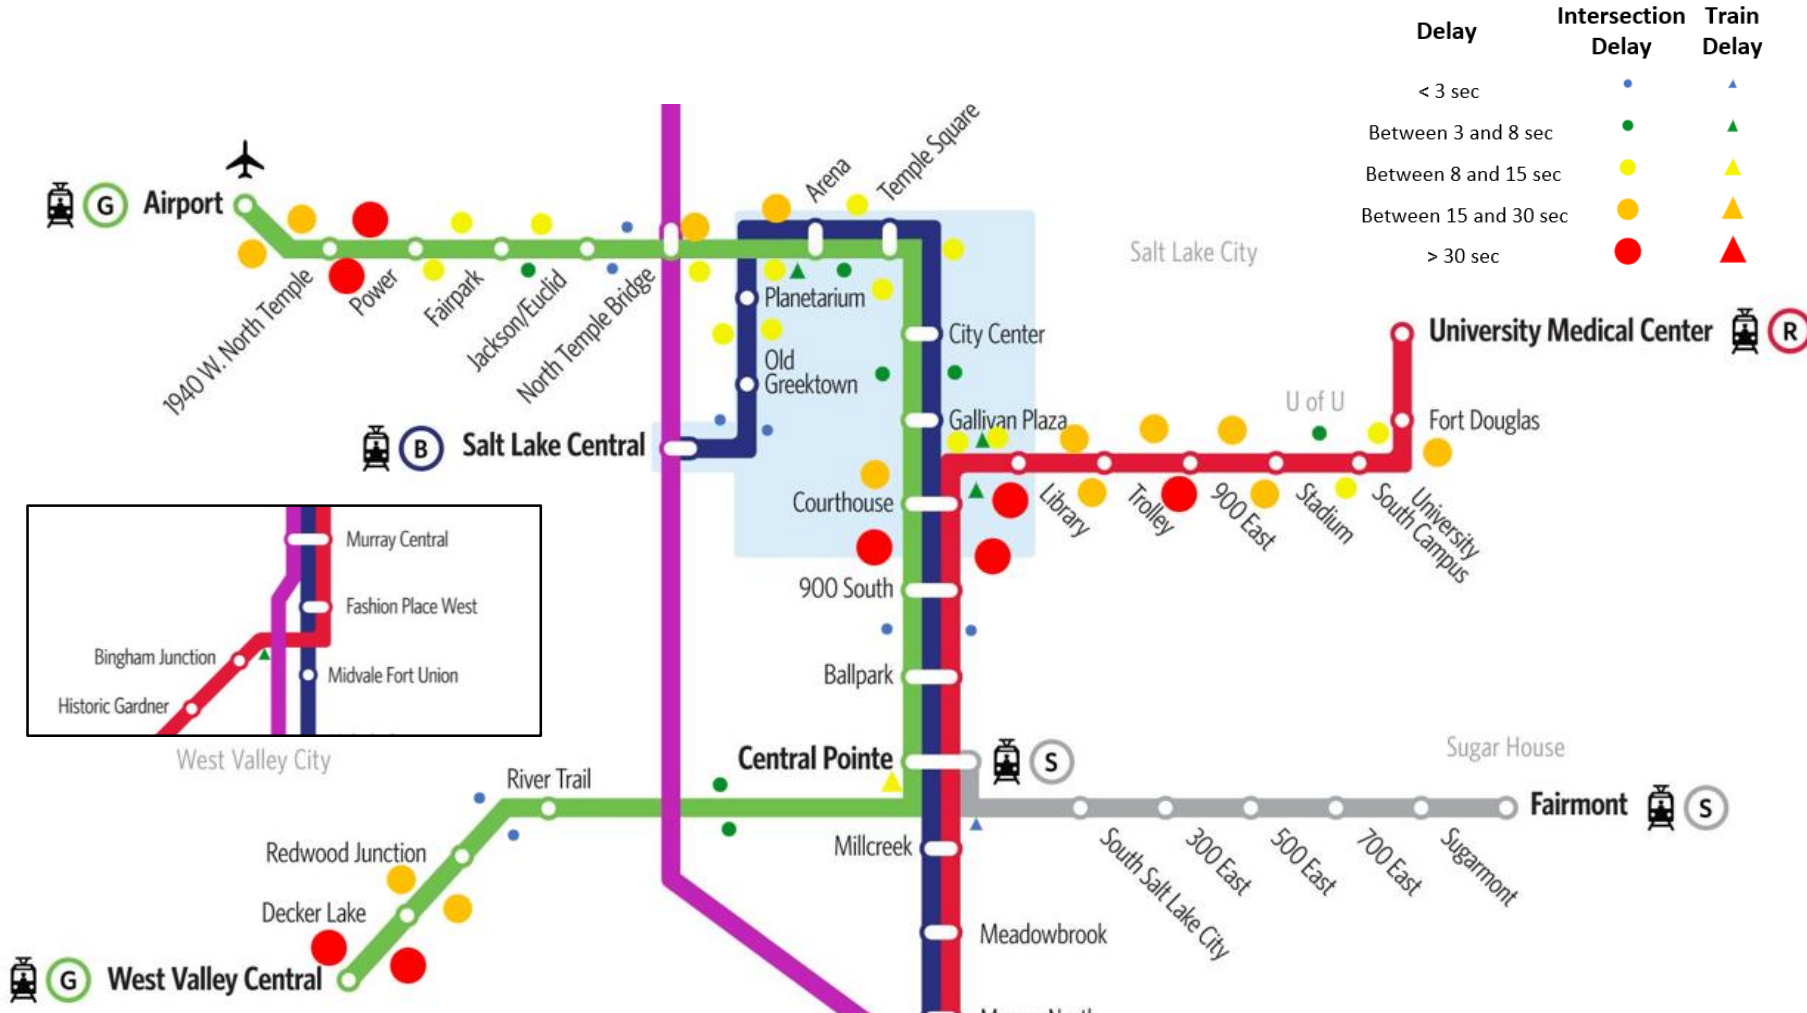 Delay
Intersection
Delay
Train
Delay
< 3 sec
Between 3 and 8 sec
Between 8 and 15 sec
Between 15 and 30 sec
> 30 sec
Arena
Temple Square
G
Airport
1940 W. North Temple
Power
Fairpark
Jackson/Euclid
North Temple Bridge
Salt Lake City
Planetarium
City Center
Old
Greektown
University Medical Center
R
U of U
Gallivan Plaza
Fort Douglas
B
Salt Lake Central
Courthouse
Library
Trolley
900 East
Stadium
University
South Campus
900 South
Murray Central
Fashion Place West
Bingham Junction
Midvale Fort Union
Historic Gardner
Ballpark
West Valley City
Central Pointe
S
Sugar House
River Trail
Fairmont
S
Redwood Junction
Millcreek
South Salt Lake City
300 East
500 East
700 East
Sugarmont
Decker Lake
Meadowbrook
G
West Valley Central